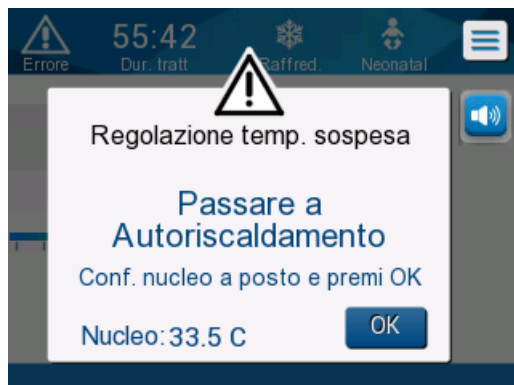 55:42
Errore Dur. tratt Raffred. Neonatal
Regolazione temp. sospesa
Passare a
Autoriscaldamento
Conf. nucleo a posto e premi OK
Nucleo: 33.5 C OK